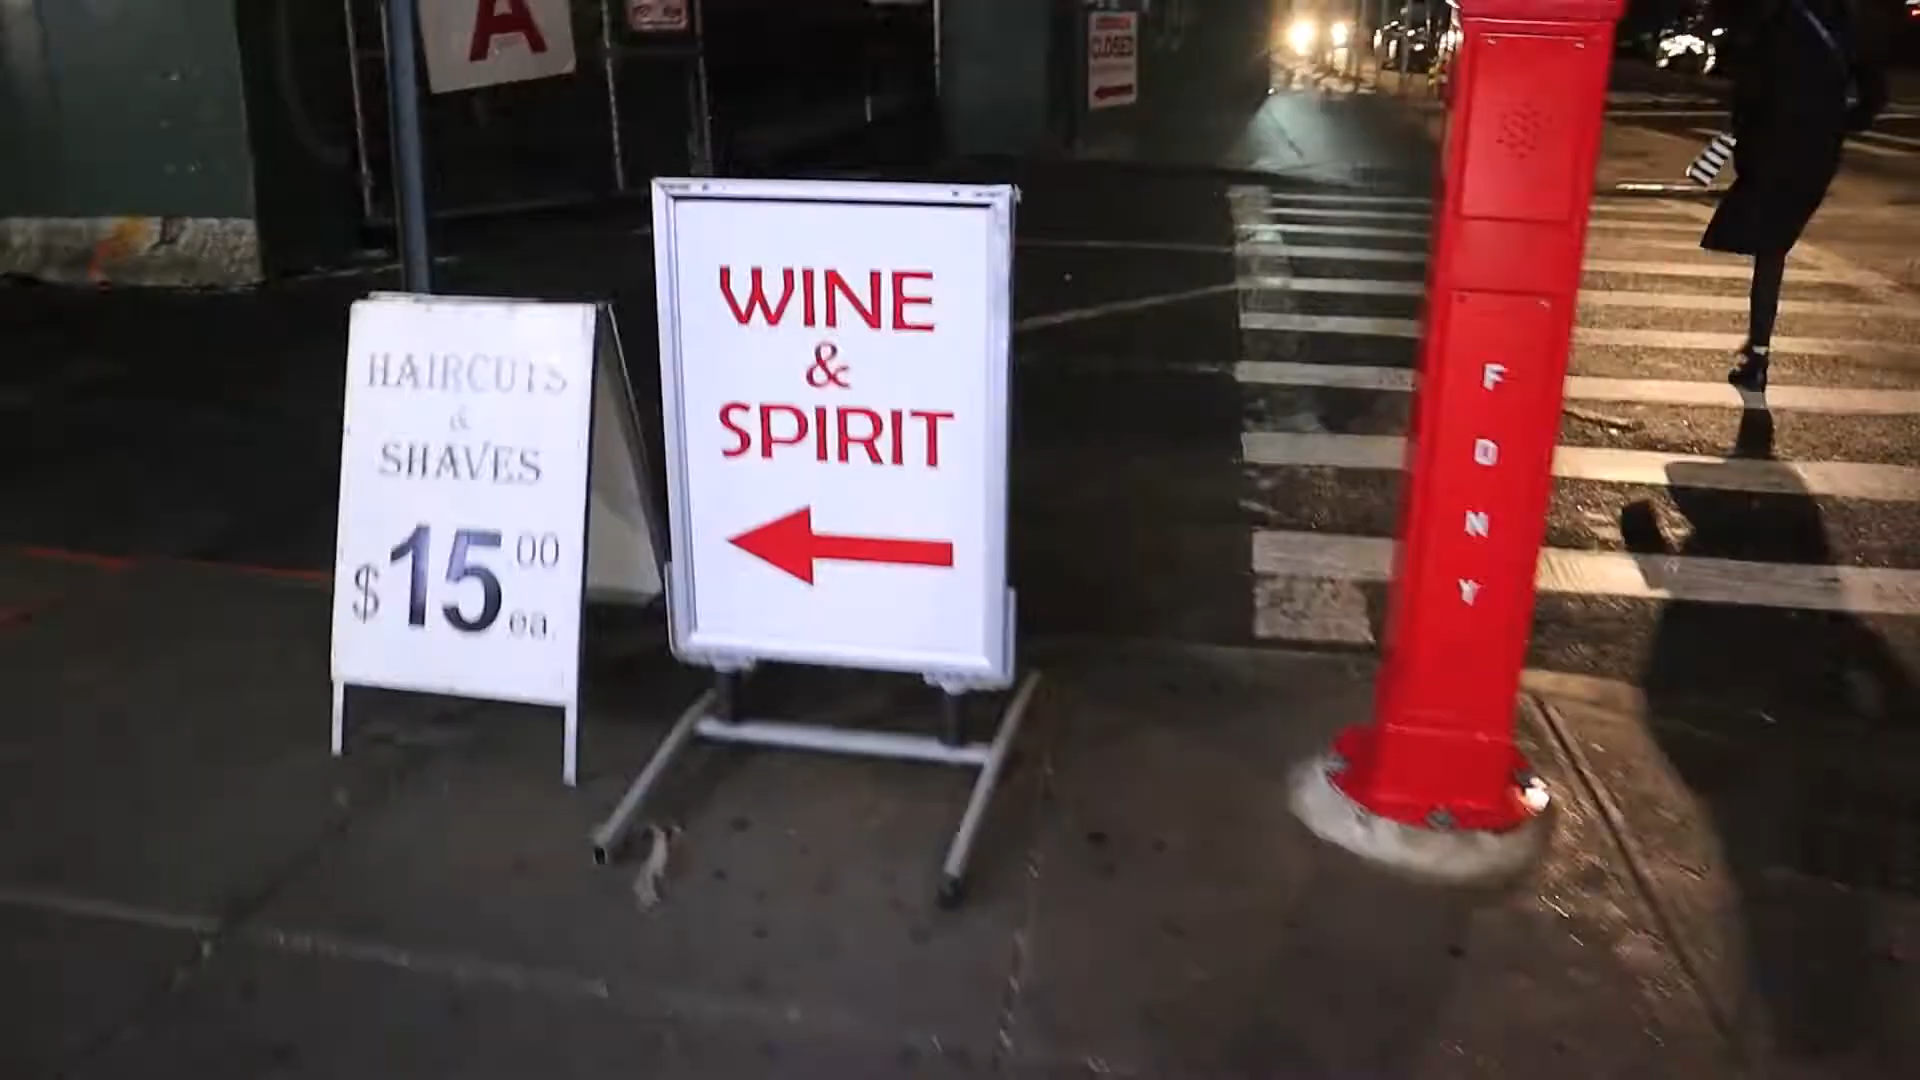 A
CLOSED
HAIRCUTS
&
SHAVES
$15.00
ea.
WINE
&
SPIRIT
F
D
N
Y